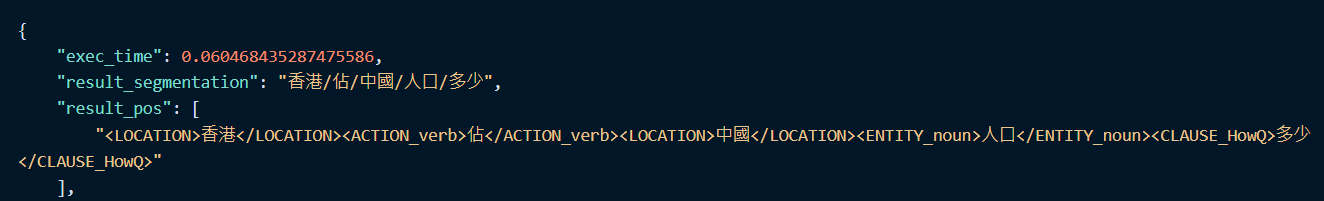 {
    "exec_time": 0.060468435287475586,
    "result_segmentation": "香港/佔/中國/人口/多少",
    "result_pos": [
        "<LOCATION>香港</LOCATION><ACTION_verb>佔</ACTION_verb><LOCATION>中國</LOCATION><ENTITY_noun>人口</ENTITY_noun><CLAUSE_HowQ>多少
</CLAUSE_HowQ>"
    ],